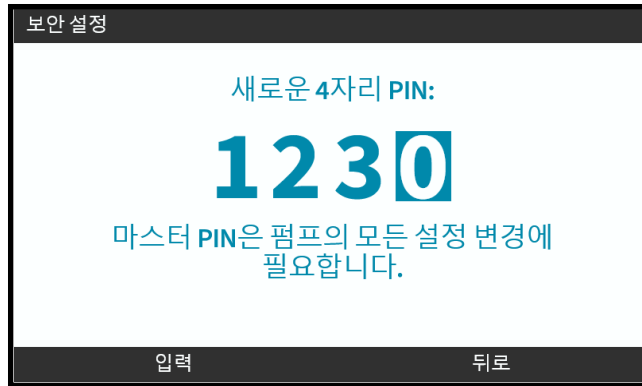 보안 설정
새로운 4자리 PIN:
1230
마스터 PIN은 펌프의 모든 설정 변경에
필요합니다.
입력 뒤로